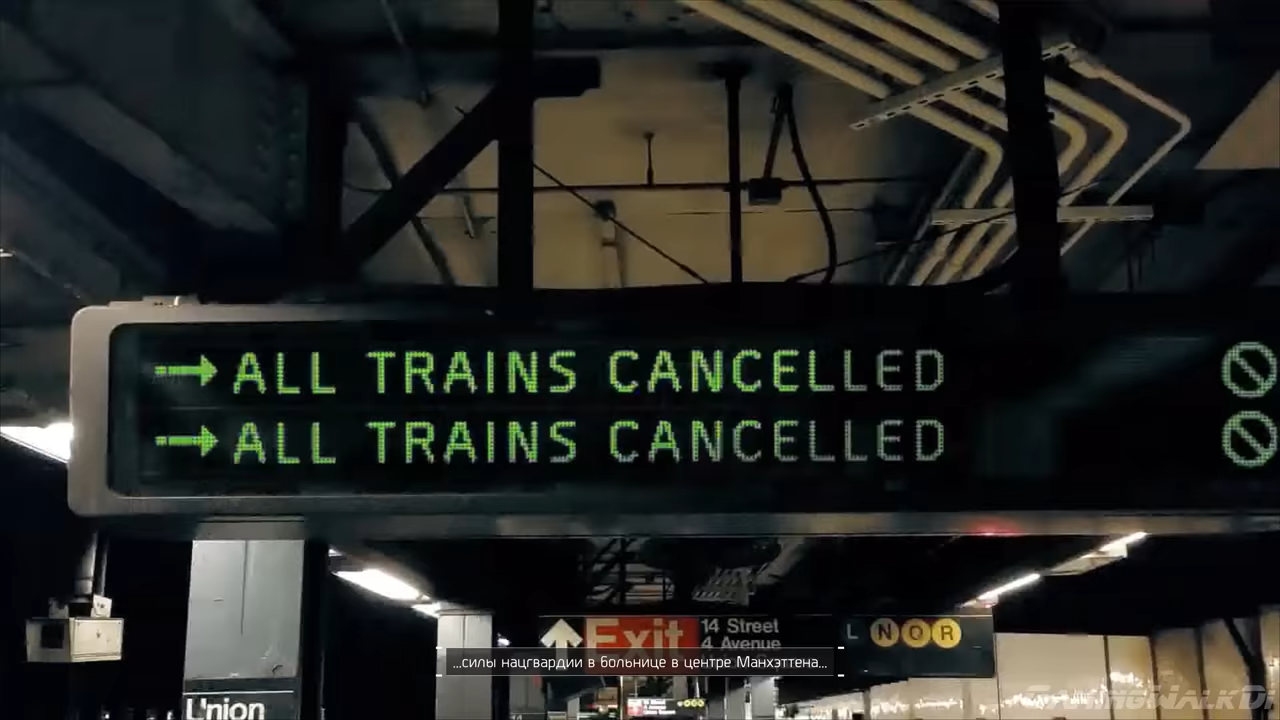 →ALL TRAINS CANCELLED
→ALL TRAINS CANCELLED
Exit 14 Street
4 Avenue
L N Q R
...силы нацгвардии в больнице в центре Манхэттена...
Union